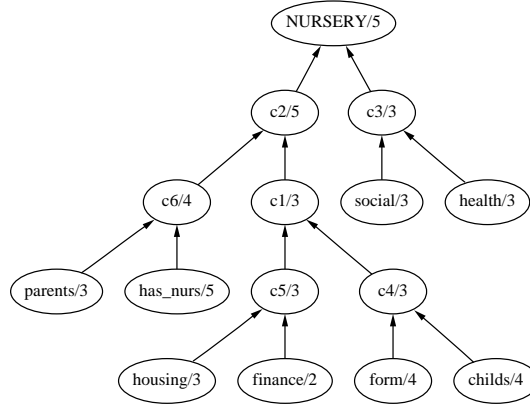 NURSERY/5
c2/5
c3/3
c6/4
c1/3
social/3
health/3
parents/3
has_nurs/5
c5/3
c4/3
housing/3
finance/2
form/4
childs/4